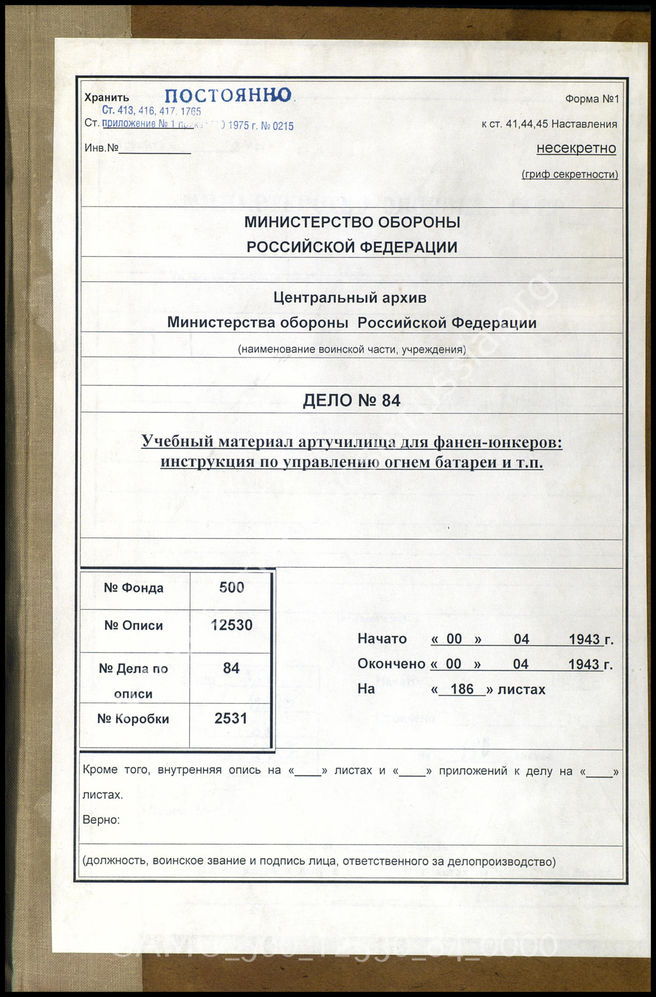 Хранить ПОСТОЯННО.
Ст. 413, 416, 417, 1765
Ст. приложение № 1 1975 г. № 0215
Инв.№
Форма №1
к ст. 41,44,45 Наставления
несекретно
(гриф секретности)
МИНИСТЕРСТВО ОБОРОНЫ
РОССИЙСКОЙ ФЕДЕРАЦИИ
Центральный архив
Министерства обороны Российской Федерации
(наименование воинской части, учреждения)
ДЕЛО № 84
Учебный материал артучилища для фанен-юнкеров:
инструкция по управлению огнем батареи и т.п.
№ Фонда 500
№ Описи 12530
№ Дела по описи 84
№ Коробки 2531
Начато « 00 » 04 1943 г.
Окончено « 00 » 04 1943 г.
На « 186 » листах
Кроме того, внутренняя опись на «____» листах и «____» приложений к делу на «____»
листах.
Верно:
(должность, воинское звание и подпись лица, ответственного за делопроизводство)